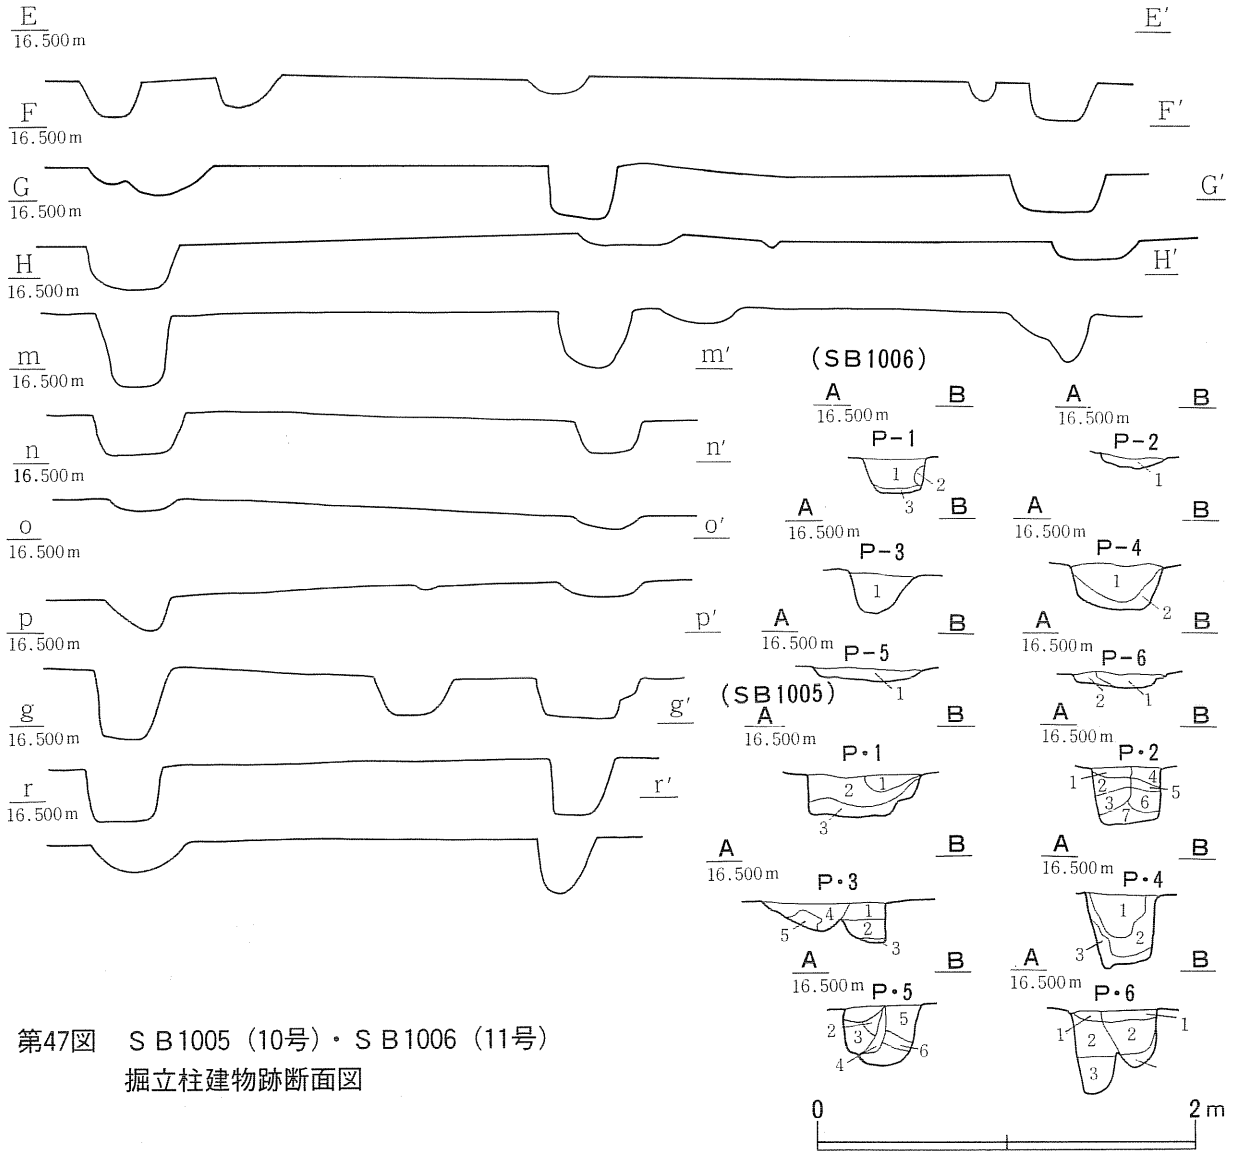 E E′
16.500m
F F′
16.500m
G G′
16.500m
H H′
16.500m
m m′
16.500m
n n′
16.500m
o o′
16.500m
p p′
16.500m
g g′
16.500m
r r′
16.500m
(SB1006)
A B A B
16.500m 16.500m
P-1 P-2
1 2 3 1
A B A B
16.500m 16.500m
P-3 P-4
1 1 2
A B A B
16.500m 16.500m
P-5 P-6
1 2 1
(SB1005)
A B A B
16.500m 16.500m
P・1 P・2
1 2 3 1 2 3 4 5 6 7
A B A B
16.500m 16.500m
P・3 P・4
5 4 1 2 3 1 2 3
A B A B
16.500m 16.500m
P・5 P・6
2 3 4 5 6 1 2 3 2 1
第47図 SB1005(10号)・SB1006(11号)
掘立柱建物跡断面図
0 2m